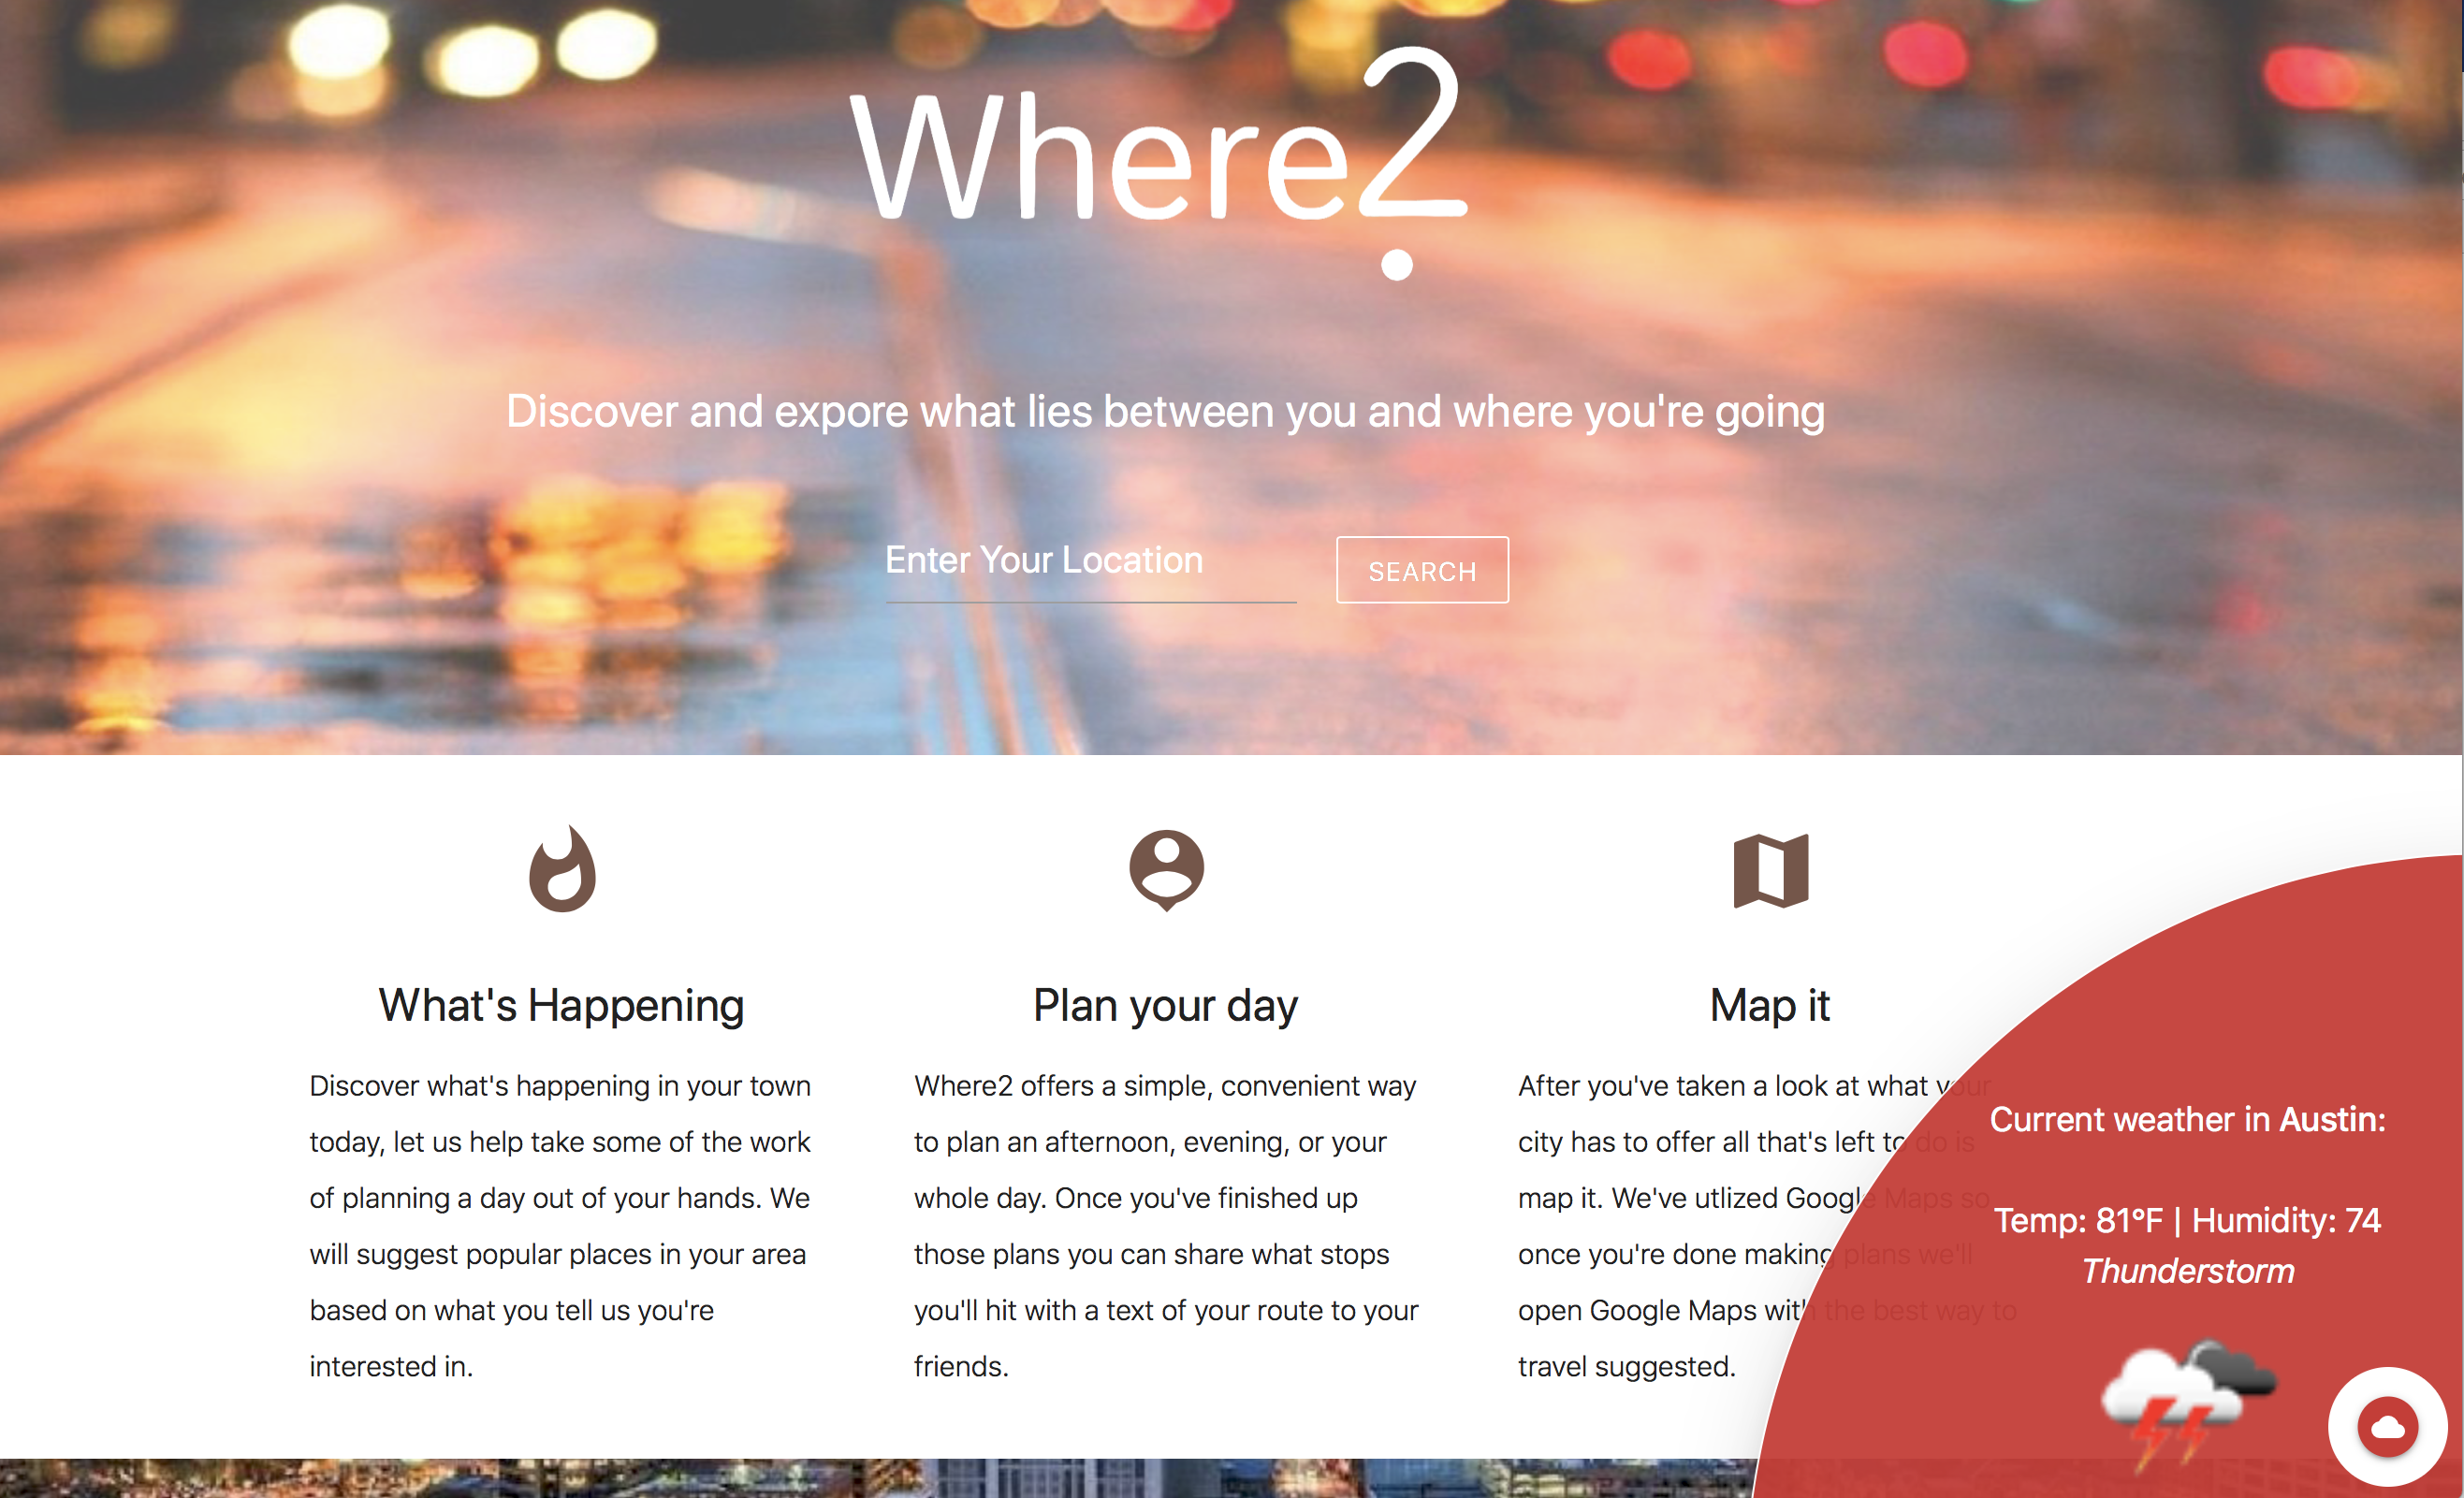 Where2
Discover and expore what lies between you and where you're going
Enter Your Location
SEARCH
What's Happening
Discover what's happening in your town
today, let us help take some of the work
of planning a day out of your hands. We
will suggest popular places in your area
based on what you tell us you're
interested in.
Plan your day
Where2 offers a simple, convenient way
to plan an afternoon, evening, or your
whole day. Once you've finished up
those plans you can share what stops
you'll hit with a text of your route to your
friends.
Map it
After you've taken a look at what your
city has to offer all that's left to do is
map it. We've utlized Google Maps so
once you're done making plans we'll
open Google Maps with the best way to
travel suggested.
Current weather in Austin:
Temp: 81°F | Humidity: 74
Thunderstorm